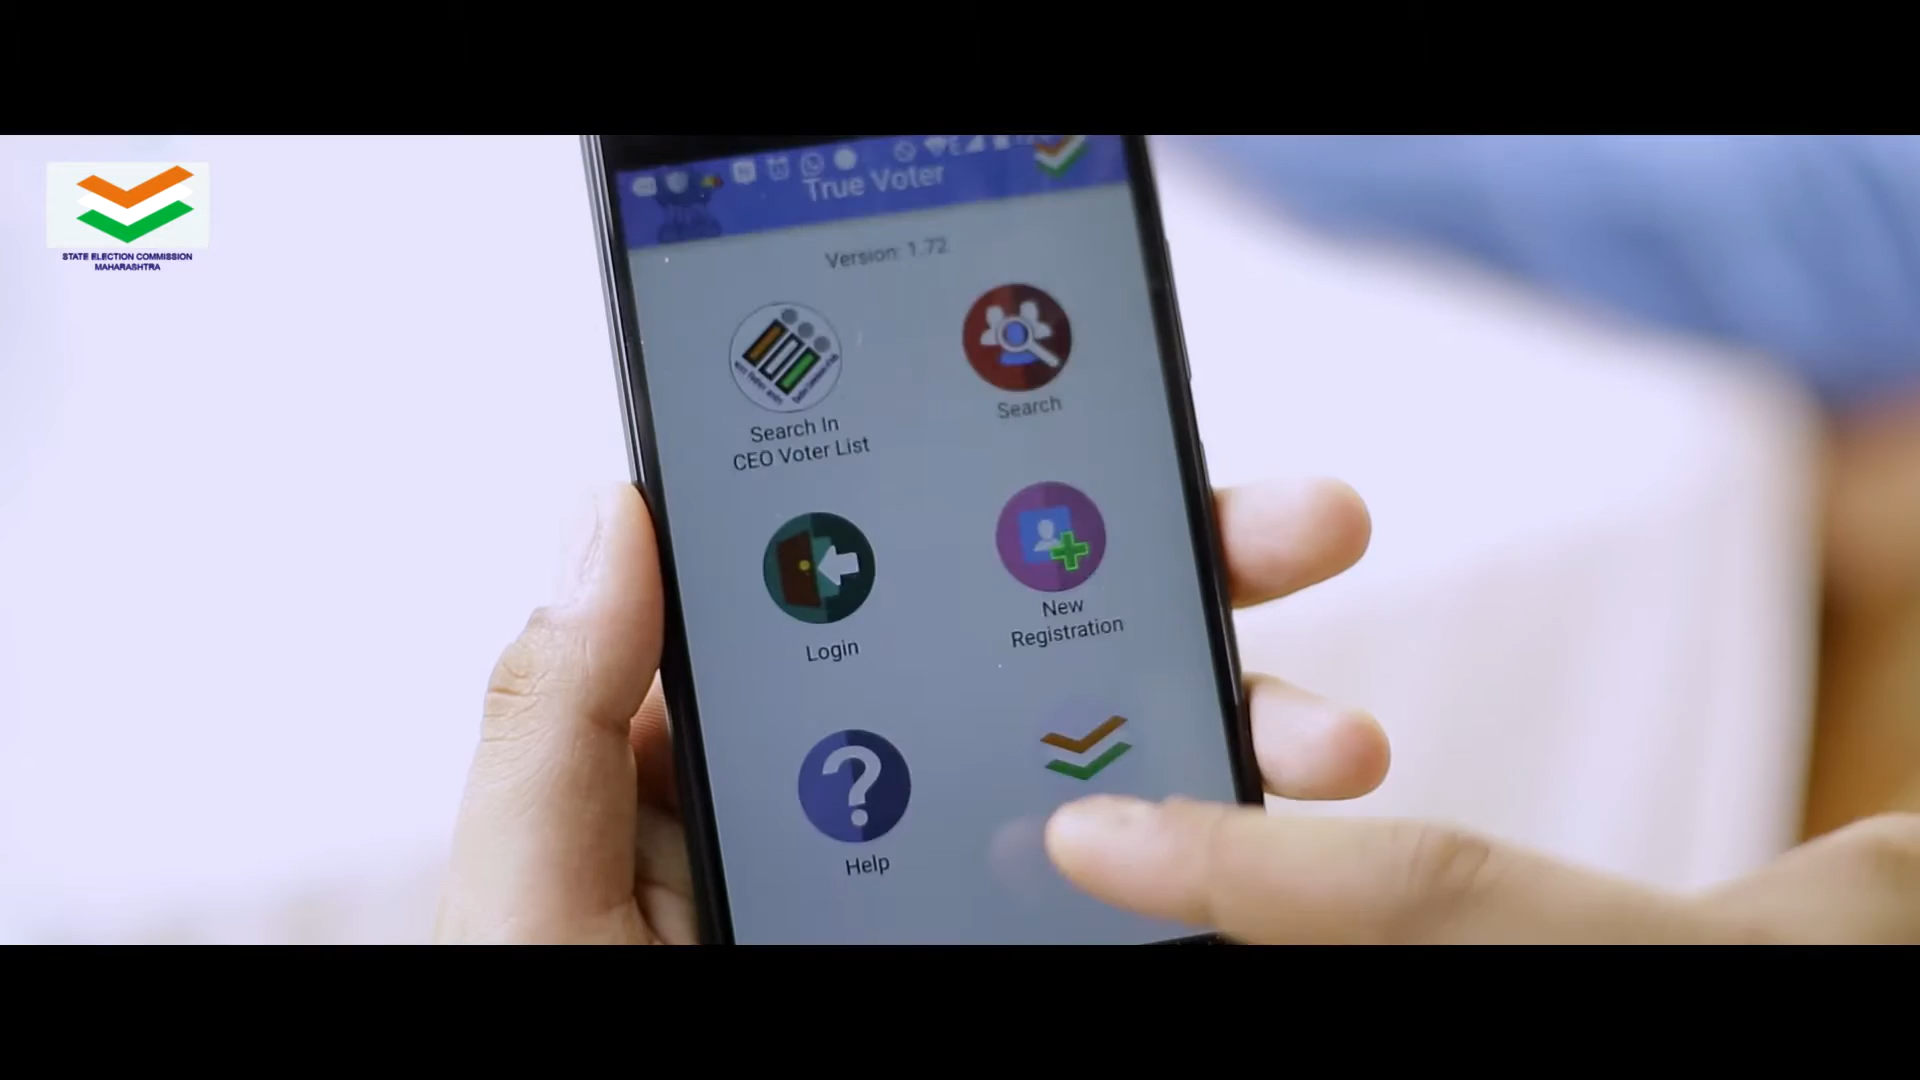 STATE ELECTION COMMISSION
MAHARASHTRA
True Voter
Version: 1.72
Search In
CEO Voter List
Search
Login
New
Registration
Help